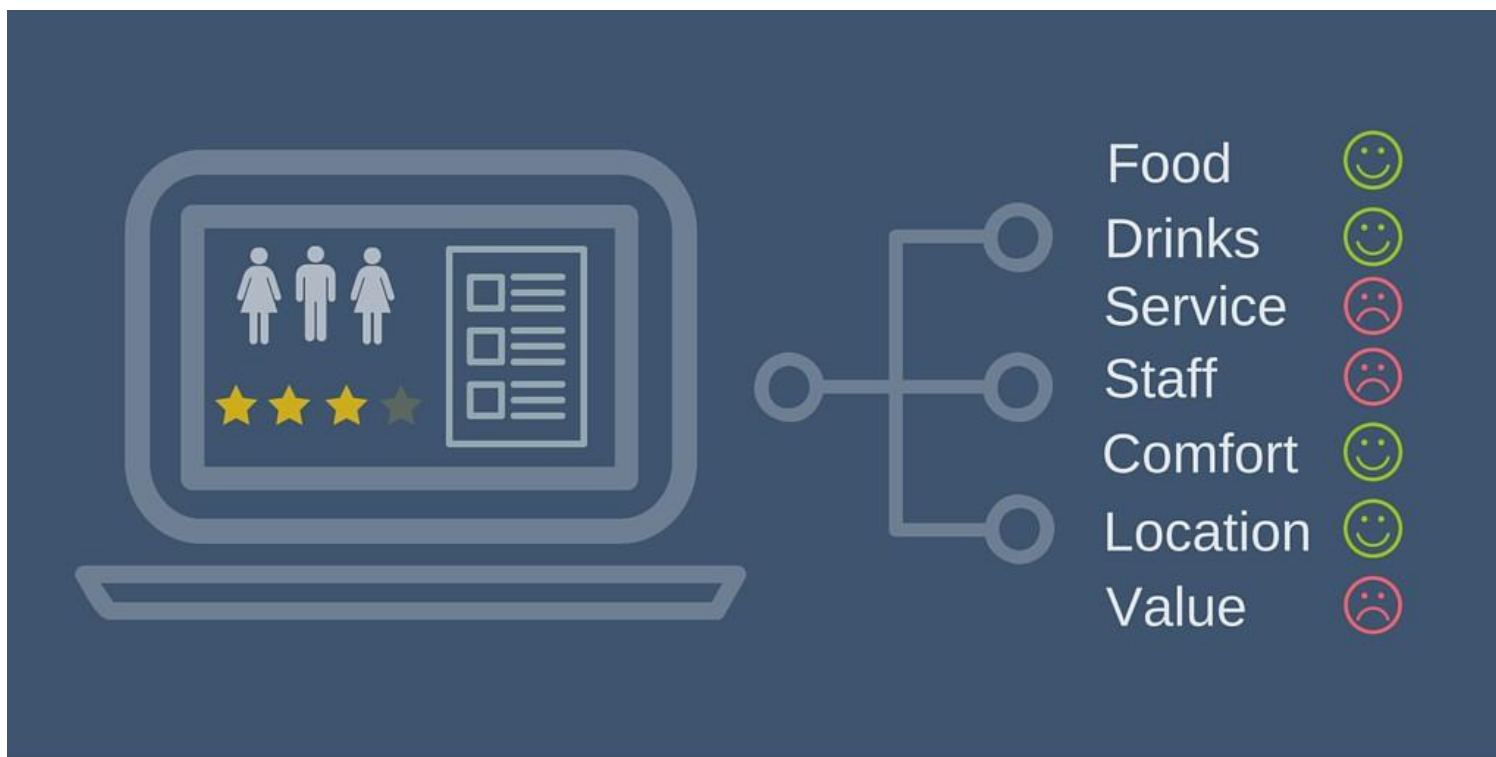 Food
Drinks
Service
Staff
Comfort
Location
Value